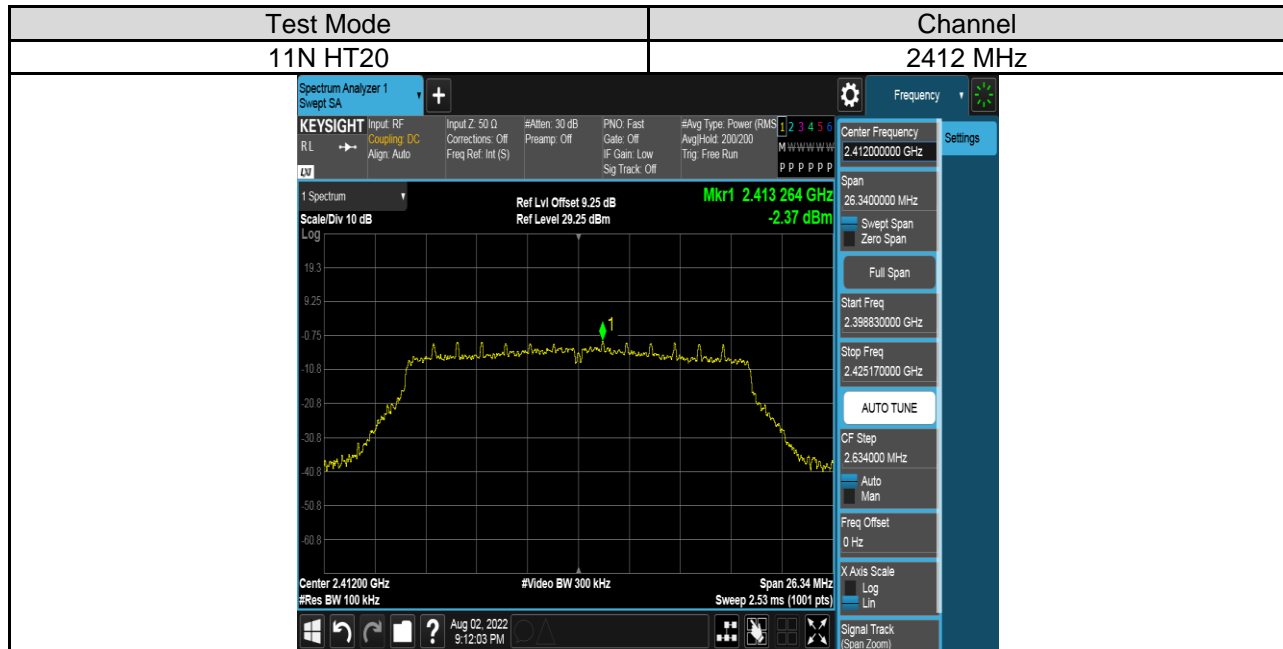 Test Mode Channel
11N HT20 2412 MHz
Spectrum Analyzer 1
Swept SA
+
Frequency
KEYSIGHT Input: RF Input Z: 50 Ω #Atten: 30 dB PNO: Fast #Avg Type: Power (RMS 1 2 3 4 5 6
RL Coupling: DC Corrections: Off Preamp: Off Gate: Off Avg|Hold: 200/200 M W W W W W
Align: Auto Freq Ref: Int (S) IF Gain: Low Trig: Free Run
LXI Sig Track: Off P P P P P P
Center Frequency
2.412000000 GHz
Settings
1 Spectrum
Ref Lvl Offset 9.25 dB
Mkr1 2.413 264 GHz
Scale/Div 10 dB Ref Level 29.25 dBm -2.37 dBm
Log
19.3
9.25
-0.75
-10.8
-20.8
-30.8
-40.8
-50.8
-60.8
1
Center 2.41200 GHz #Video BW 300 kHz Span 26.34 MHz
#Res BW 100 kHz Sweep 2.53 ms (1001 pts)
Span
26.3400000 MHz
Swept Span
Zero Span
Full Span
Start Freq
2.398830000 GHz
Stop Freq
2.425170000 GHz
AUTO TUNE
CF Step
2.634000 MHz
Auto
Man
Freq Offset
0 Hz
X Axis Scale
Log
Lin
Signal Track
(Span Zoom)
? Aug 02, 2022
9:12:03 PM